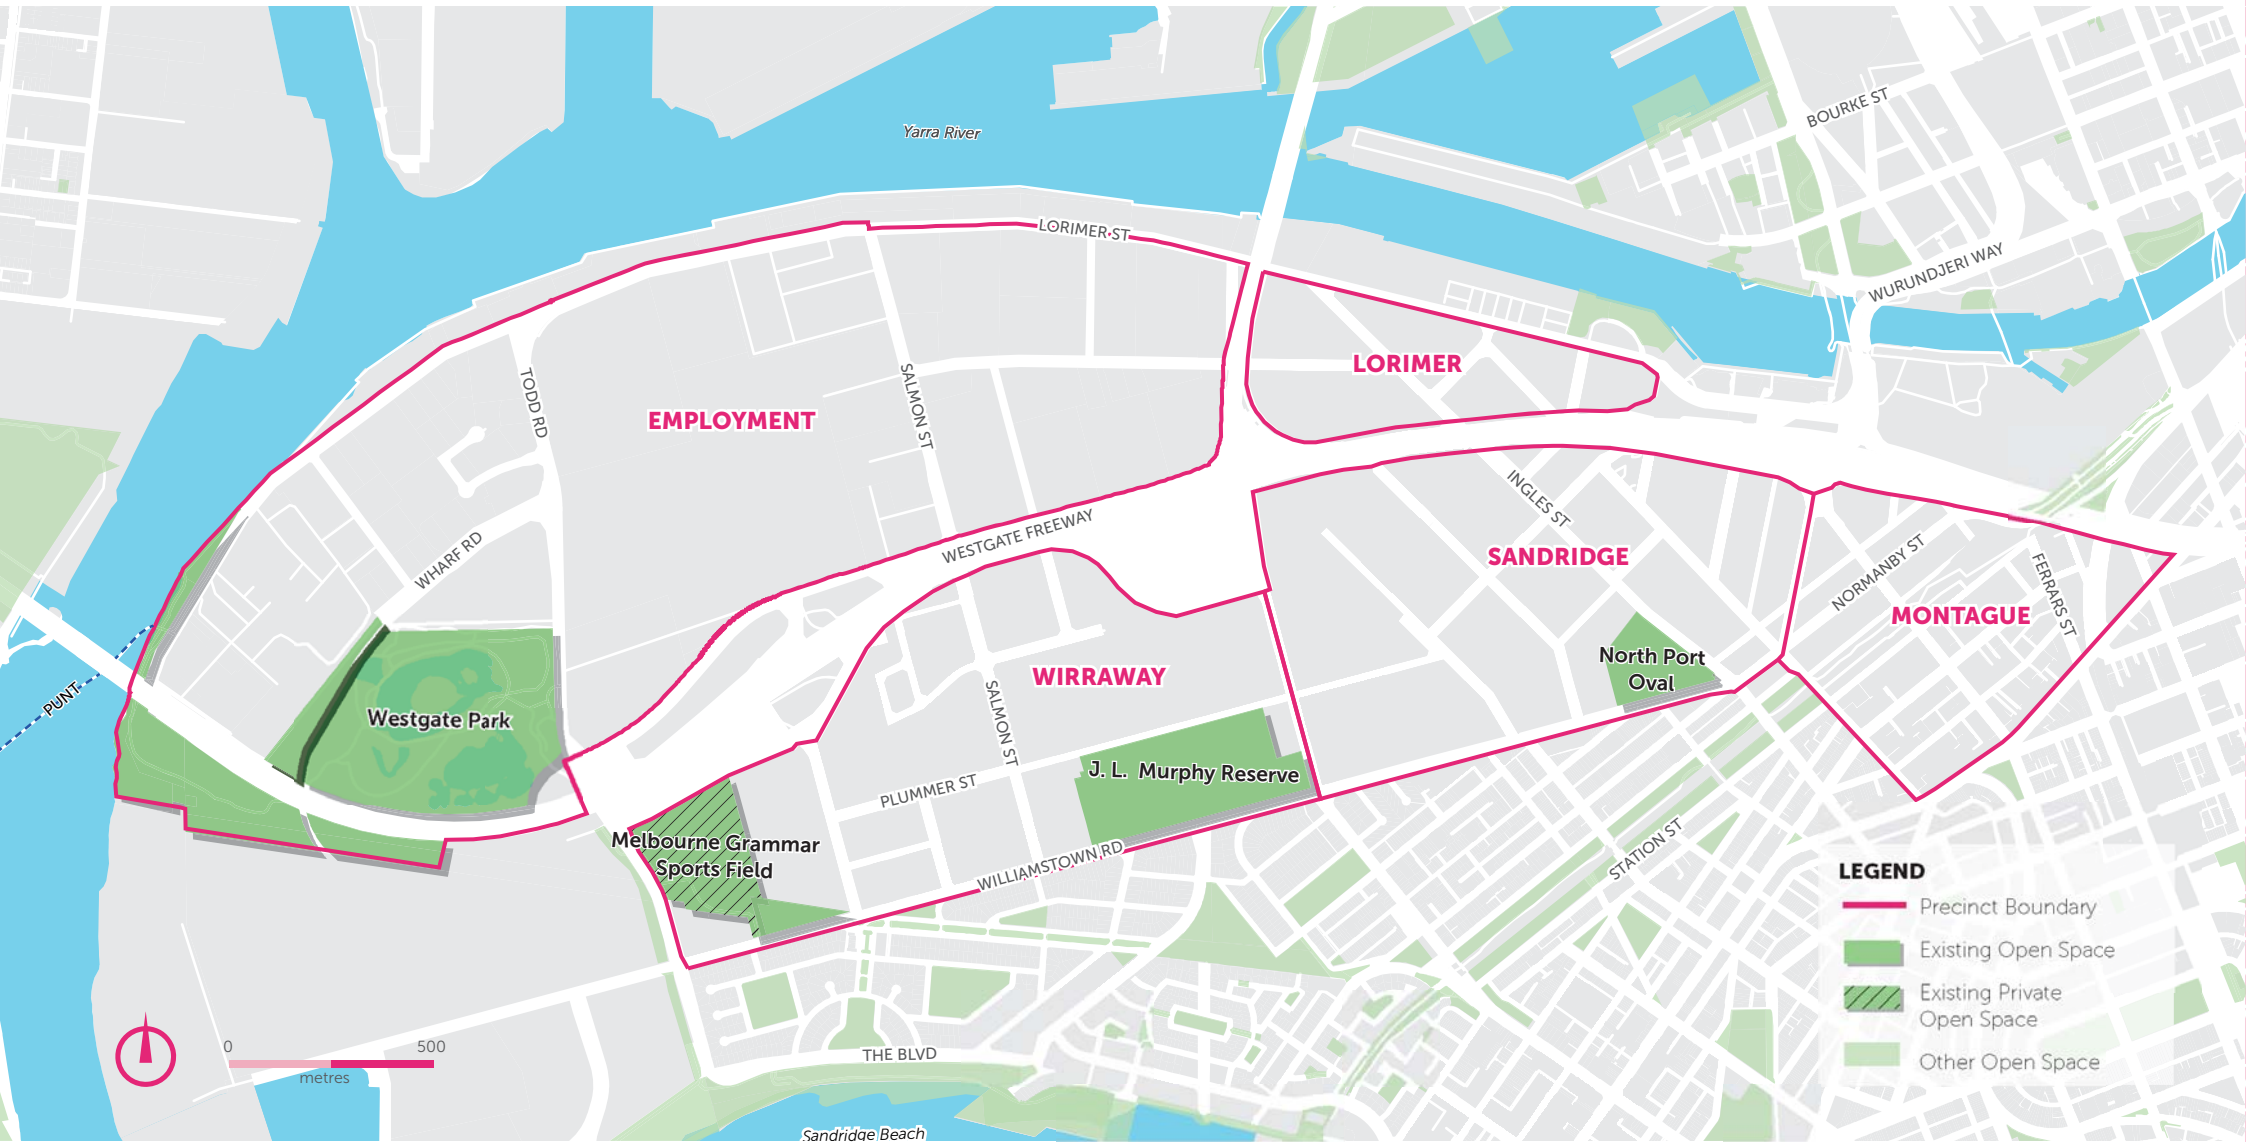 Yarra River
BOURKE ST
WURUNDJERI WAY
LORIMER ST
LORIMER
TODD RD
SALMON ST
EMPLOYMENT
INGLES ST
WESTGATE FREEWAY
WHARF RD
SANDRIDGE
NORMANBY ST
FERRARS ST
MONTAGUE
North Port
Oval
WIRRAWAY
PUNT
Westgate Park
SALMON ST
J. L. Murphy Reserve
PLUMMER ST
Melbourne Grammar
Sports Field
WILLIAMSTOWN RD
STATION ST
LEGEND
Precinct Boundary
Existing Open Space
Existing Private
Open Space
Other Open Space
0 500
metres
THE BLVD
Sandridge Beach